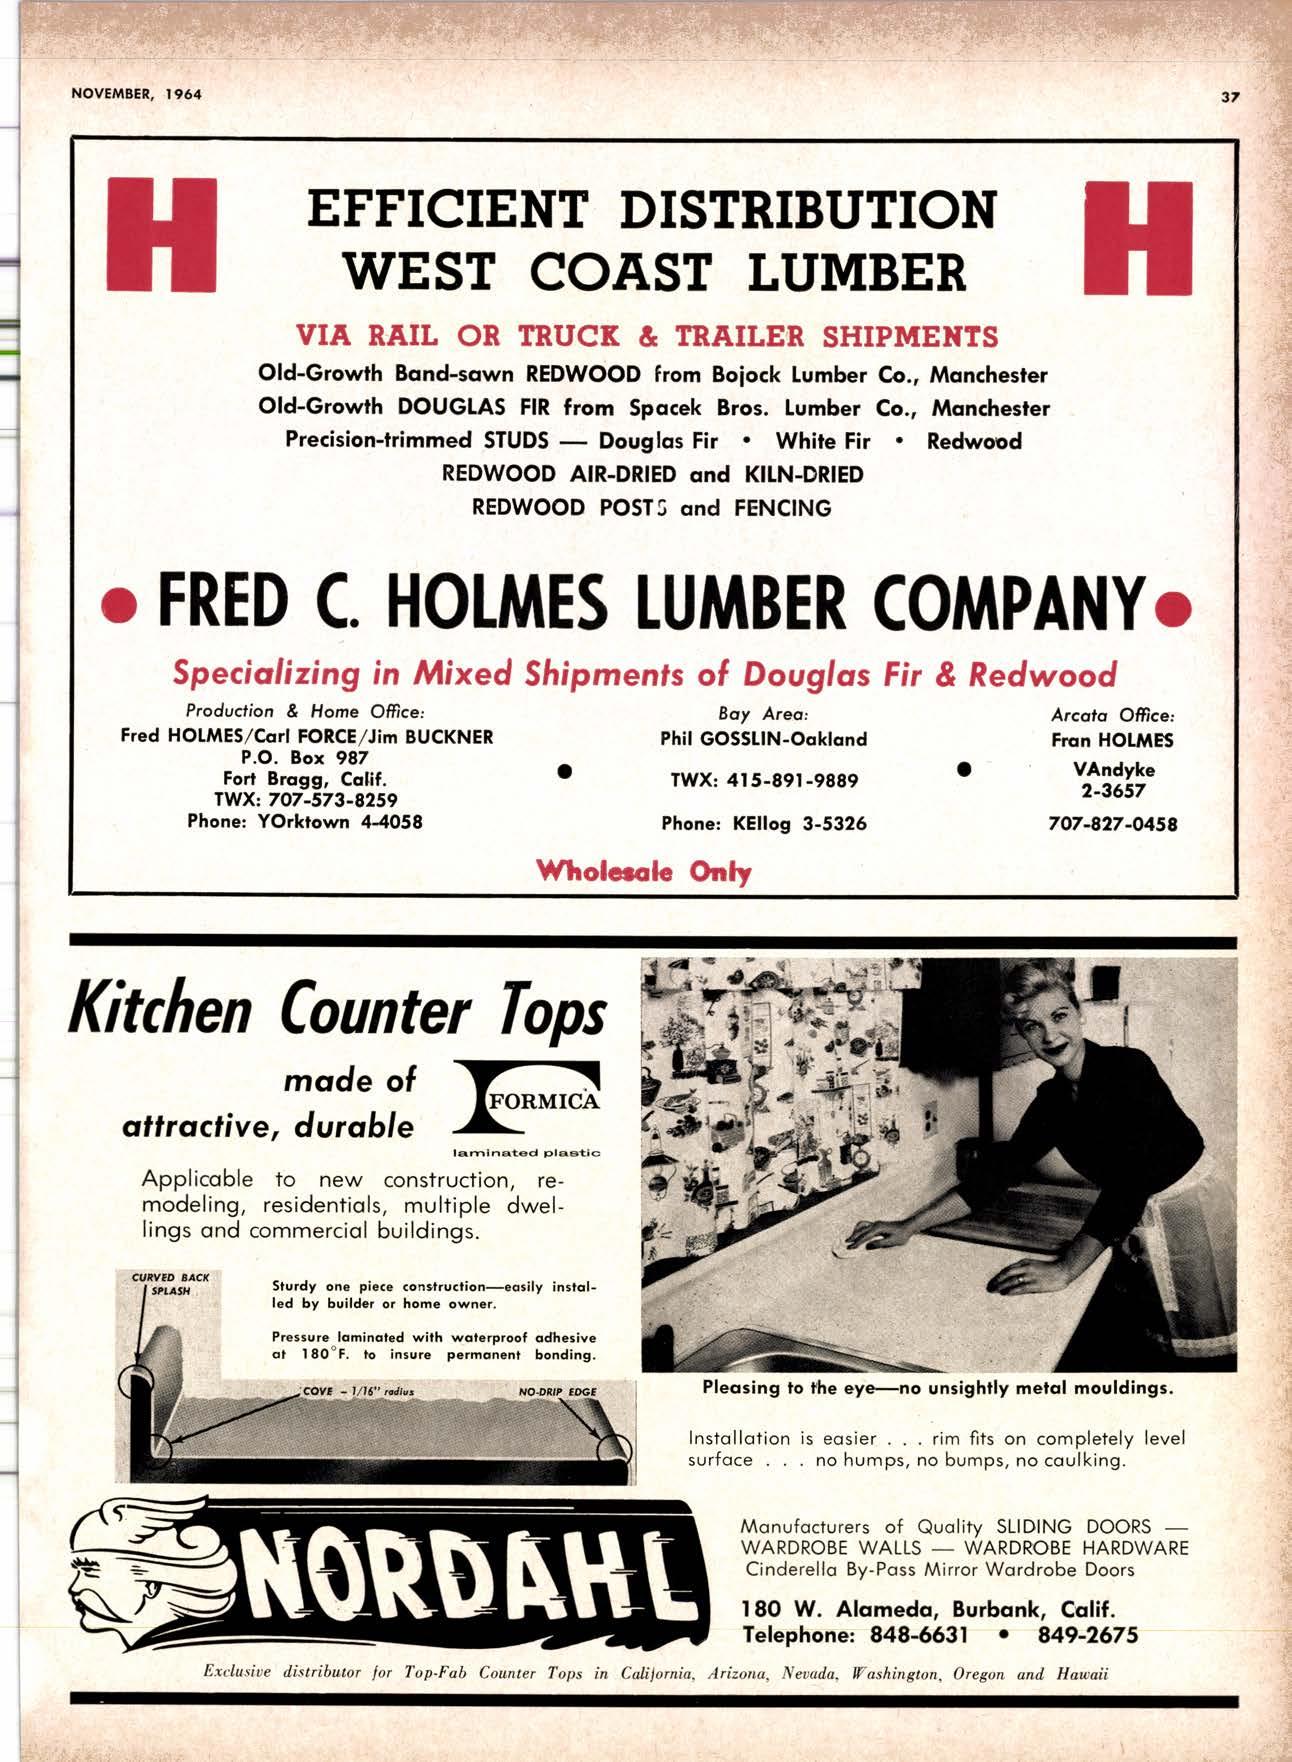 NOVEMBER, 1964
37
H
H
EFFICIENT DISTRIBUTION
WEST COAST LUMBER
VIA RAIL OR TRUCK & TRAILER SHIPMENTS
Old-Growth Band-sawn REDWOOD from Bojock Lumber Co., Manchester
Old-Growth DOUGLAS FIR from Spacek Bros. Lumber Co., Manchester
Precision-trimmed STUDS — Douglas Fir • White Fir • Redwood
REDWOOD AIR-DRIED and KILN-DRIED
REDWOOD POSTS and FENCING
• FRED C. HOLMES LUMBER COMPANY •
Specializing in Mixed Shipments of Douglas Fir & Redwood
Production & Home Office:
Fred HOLMES/Carl FORCE/Jim BUCKNER
P.O. Box 987
Fort Bragg, Calif.
TWX: 707-573-8259
Phone: YOrktown 4-4058
•
Bay Area:
Phil GOSSLIN-Oakland
TWX: 415-891-9889
Phone: KEllog 3-5326
•
Arcata Office:
Fran HOLMES
VAndyke
2-3657
707-827-0458
Wholesale Only
Kitchen Counter Tops
made of
attractive, durable
FORMICA
laminated plastic
Applicable to new construction, re-
modeling, residentials, multiple dwel-
lings and commercial buildings.
CURVED BACK
SPLASH
Sturdy one piece construction—easily instal-
led by builder or home owner.
Pressure laminated with waterproof adhesive
at 180°F. to insure permanent bonding.
COVE - 1/16" radius
NO-DRIP EDGE
Pleasing to the eye—no unsightly metal mouldings.
Installation is easier . . . rim fits on completely level
surface . . . no humps, no bumps, no caulking.
NORDAHL
Manufacturers of Quality SLIDING DOORS —
WARDROBE WALLS — WARDROBE HARDWARE
Cinderella By-Pass Mirror Wardrobe Doors
180 W. Alameda, Burbank, Calif.
Telephone: 848-6631 • 849-2675
Exclusive distributor for Top-Fab Counter Tops in California, Arizona, Nevada, Washington, Oregon and Hawaii